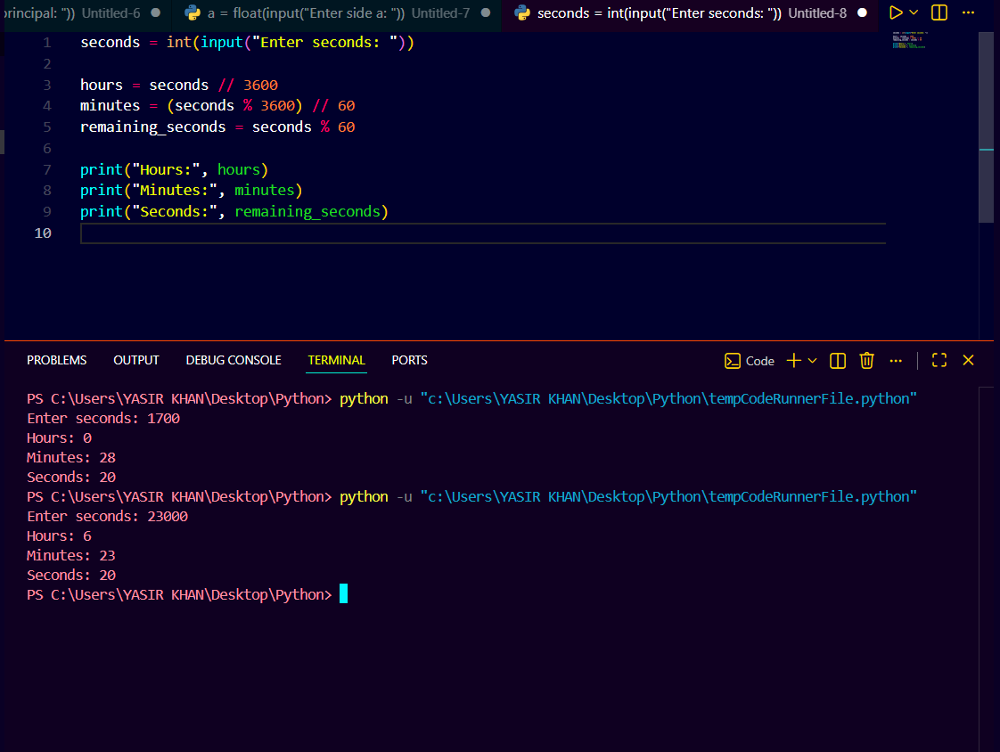 rincipal: ")) Untitled-6 a = float(input("Enter side a: ")) Untitled-7 seconds = int(input("Enter seconds: ")) Untitled-8
1 seconds = int(input("Enter seconds: "))
2
3 hours = seconds // 3600
4 minutes = (seconds % 3600) // 60
5 remaining_seconds = seconds % 60
6
7 print("Hours:", hours)
8 print("Minutes:", minutes)
9 print("Seconds:", remaining_seconds)
10
PROBLEMS OUTPUT DEBUG CONSOLE TERMINAL PORTS Code
PS C:\Users\YASIR KHAN\Desktop\Python> python -u "c:\Users\YASIR KHAN\Desktop\Python\tempCodeRunnerFile.python"
Enter seconds: 1700
Hours: 0
Minutes: 28
Seconds: 20
PS C:\Users\YASIR KHAN\Desktop\Python> python -u "c:\Users\YASIR KHAN\Desktop\Python\tempCodeRunnerFile.python"
Enter seconds: 23000
Hours: 6
Minutes: 23
Seconds: 20
PS C:\Users\YASIR KHAN\Desktop\Python>